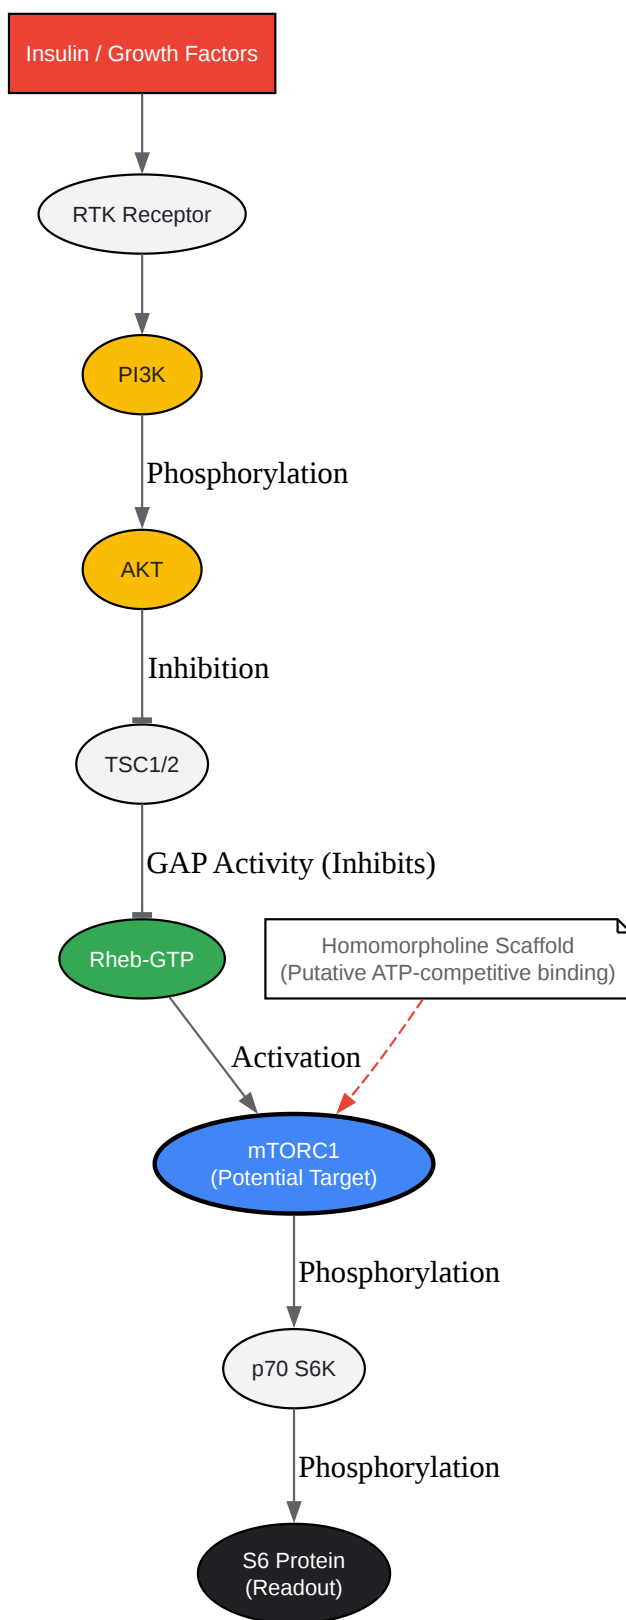 Insulin / Growth Factors
RTK Receptor
PI3K
Phosphorylation
AKT
Inhibition
TSC1/2
GAP Activity (Inhibits)
Rheb-GTP
Homomorpholine Scaffold
(Putative ATP-competitive binding)
Activation
mTORC1
(Potential Target)
Phosphorylation
p70 S6K
Phosphorylation
S6 Protein
(Readout)